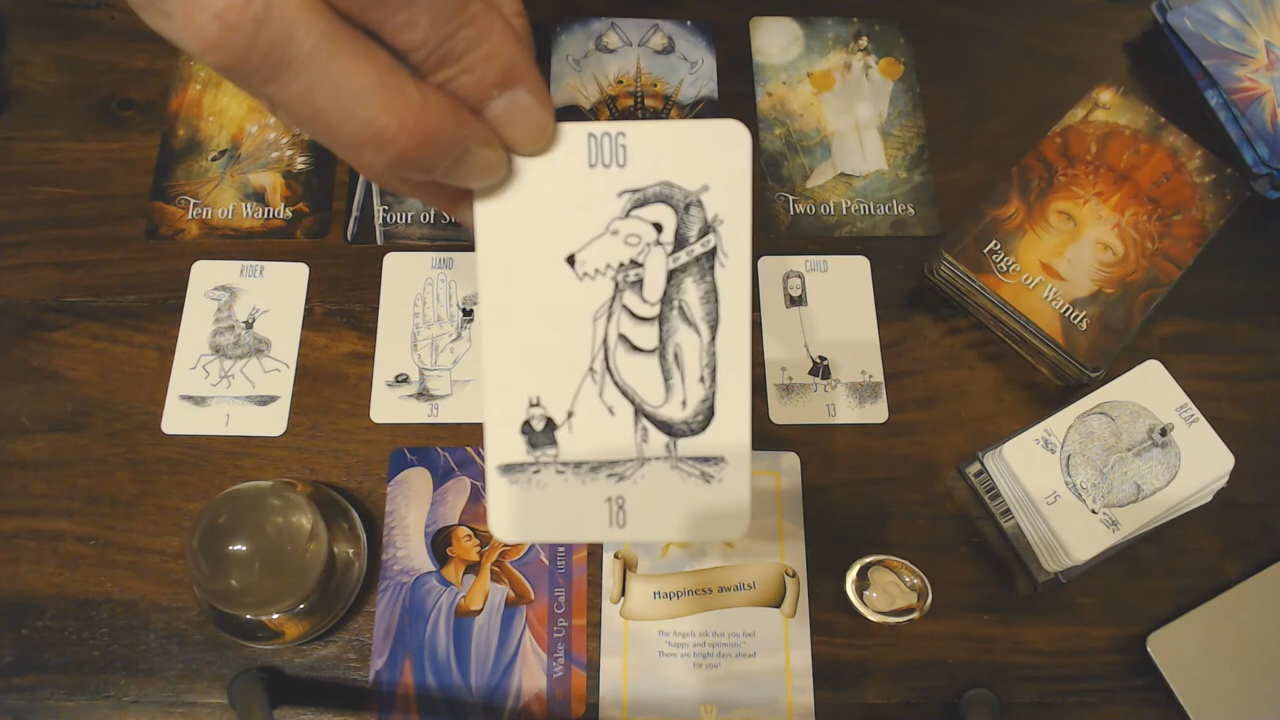 Ten of Wands
Four of
Two of Pentacles
Page of Wands
RIDER
1
HAND
39
DOG
18
CHILD
13
BEAR
15
Wake Up Call
LISTEN
Happiness awaits!
The Angels ask that you feel
"happy and optimistic"
There are bright days ahead
for you!